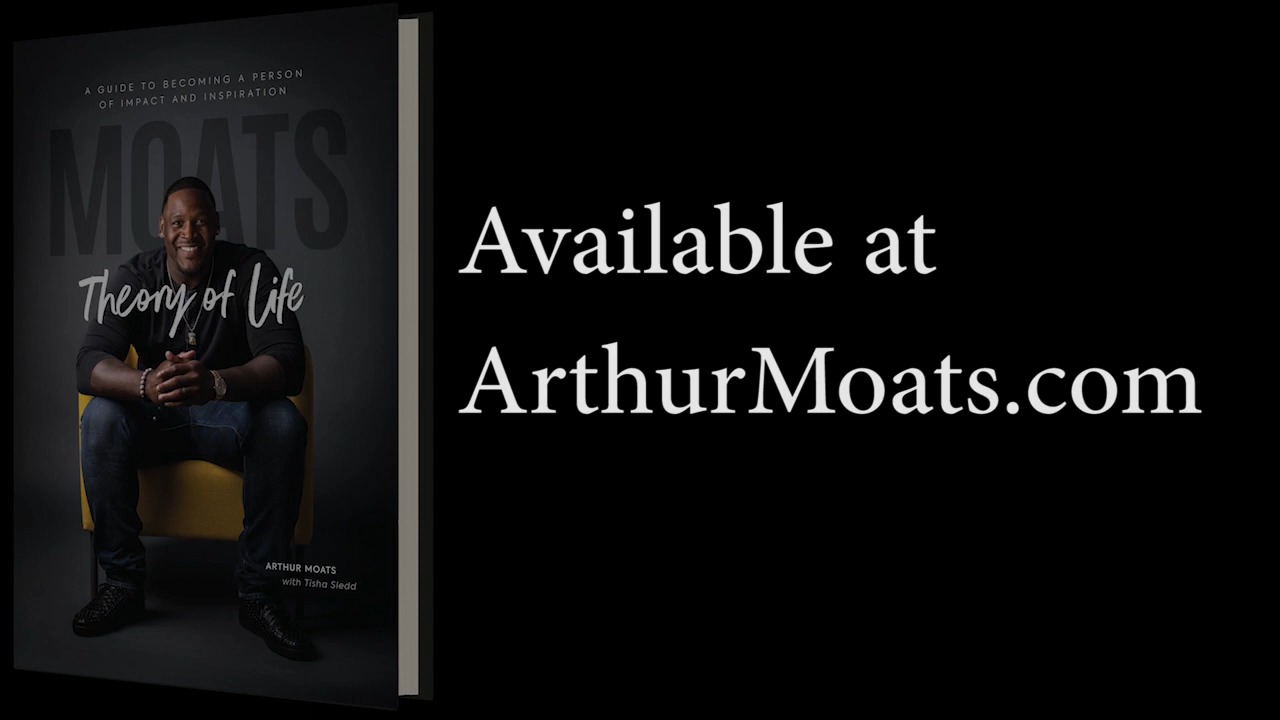 A GUIDE TO BECOMING A PERSON
OF IMPACT AND INSPIRATION
MOATS
Theory of Life
ARTHUR MOATS
with Tisha Sledd
Available at
ArthurMoats.com